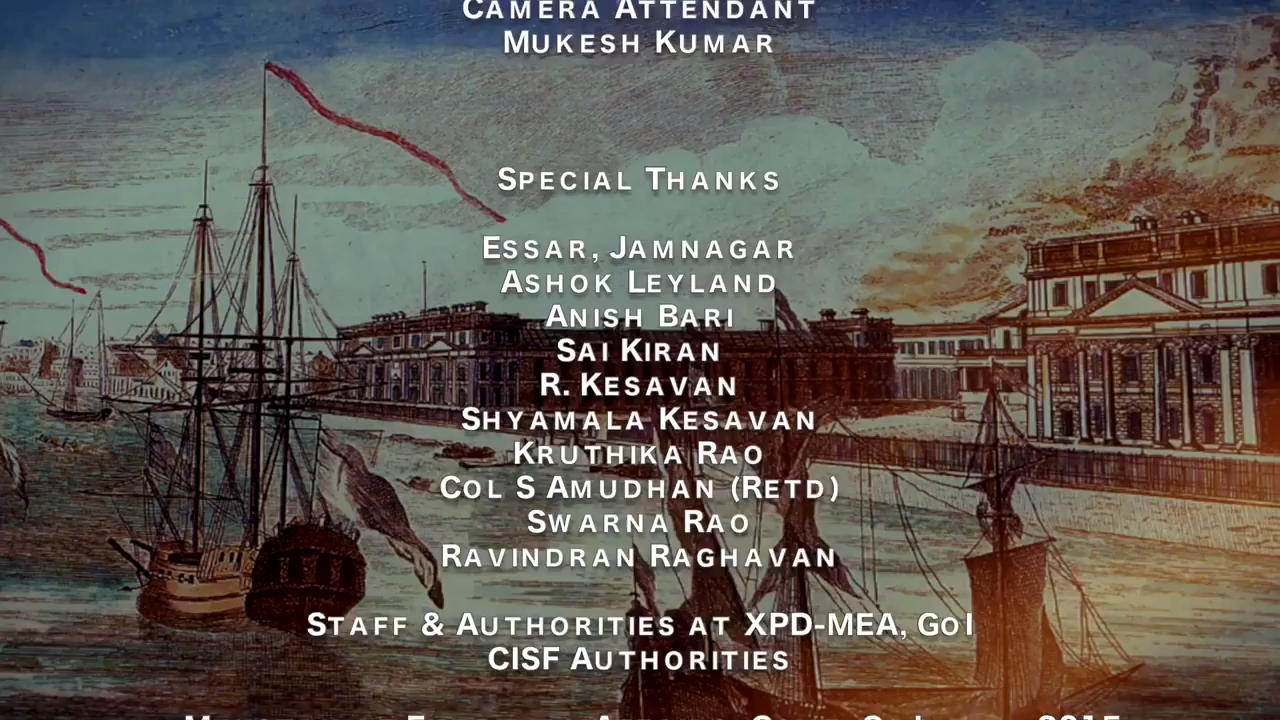 Camera Attendant
Mukesh Kumar
Special Thanks
Essar, Jamnagar
Ashok Leyland
Anish Bari
Sai Kiran
R. Kesavan
Shyamala Kesavan
Kruthika Rao
Col S Amudhan (Retd)
Swarna Rao
Ravindran Raghavan
Staff & Authorities at XPD-MEA, GoI
CISF Authorities